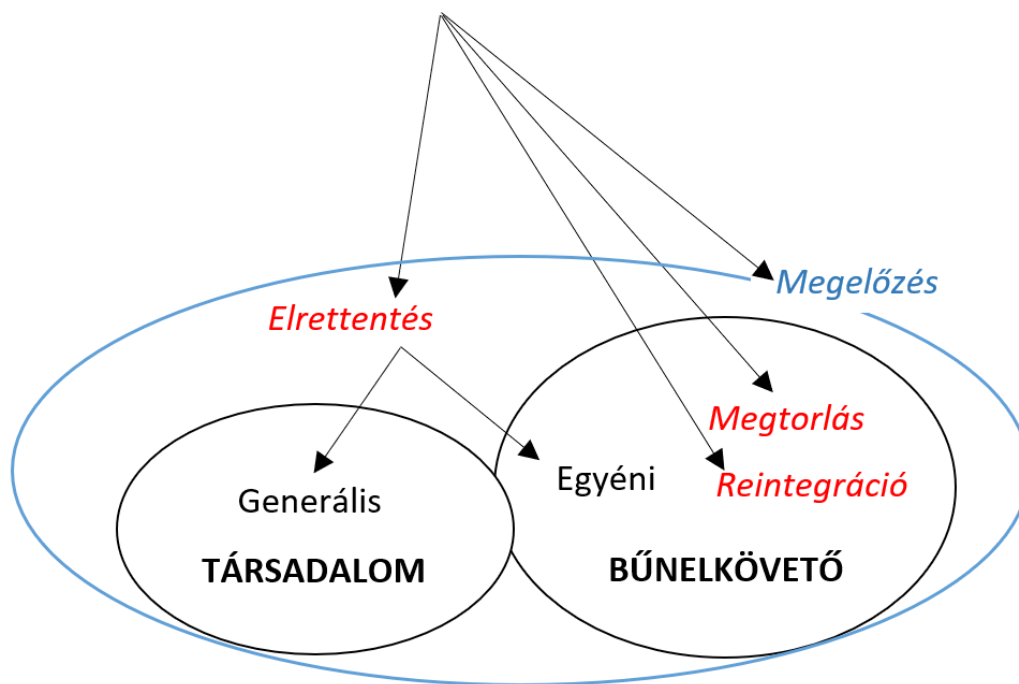 Megelőzés
Elrettentés
Megtorlás
Egyéni
Reintegráció
Generális
TÁRSADALOM
BŰNELKÖVETŐ